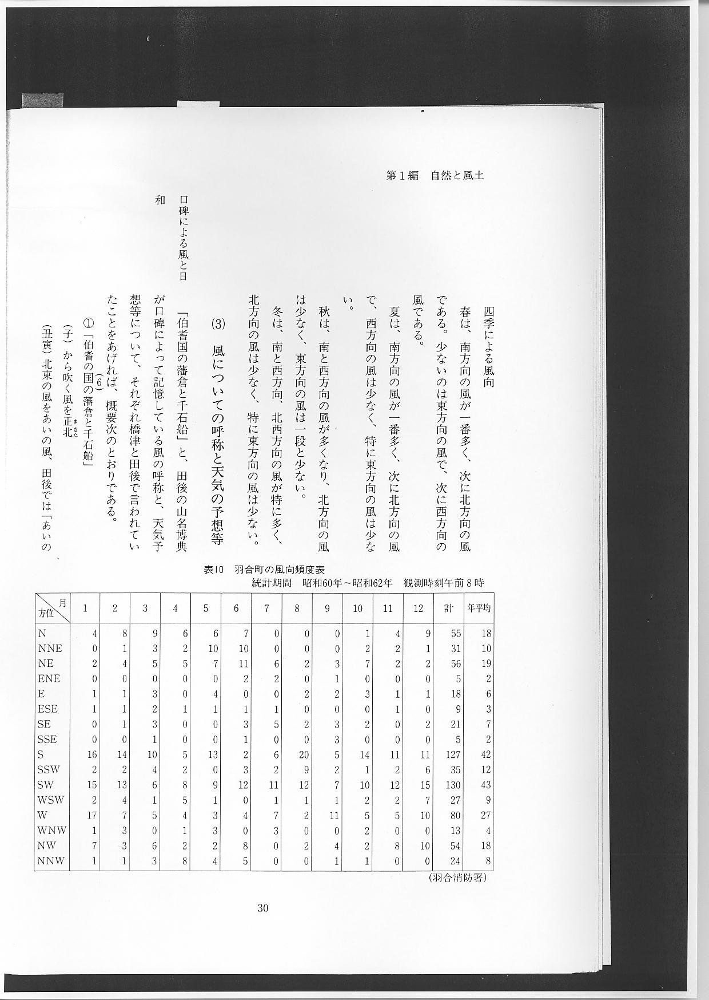 第1編　自然と風土
四季による風向
春は、南方向の風が一番多く、次に北方向の風
である。少ないのは東方向の風で、次に西方向の
風である。
夏は、南方向の風が一番多く、次に北方向の風
で、西方向の風は少なく、特に東方向の風は少な
い。
秋は、南と西方向の風が多くなり、北方向の風
は少なく、東方向の風は一段と少ない。
冬は、南と西方向、北西方向の風が特に多く、
北方向の風は少なく、特に東方向の風は少ない。
(3)　風についての呼称と天気の予想等
口碑による風と日
和
「伯耆国の藩倉と千石船」と、田後の山名博典
が口碑によって記憶している風の呼称と、天気予
想等について、それぞれ橋津と田後で言われてい
たことをあげれば、概要次のとおりである。
①「伯耆の国の藩倉と千石船」(6)
（子）から吹く風を正北まきた
（丑寅）北東の風をあいの風、田後では「あいの
表10　羽合町の風向頻度表
統計期間　昭和60年～昭和62年　観測時刻午前8時
方位 月 1 2 3 4 5 6 7 8 9 10 11 12 計 年平均
N 4 8 9 6 6 7 0 0 0 1 4 9 55 18
NNE 0 1 3 2 10 10 0 0 0 2 2 1 31 10
NE 2 4 5 5 7 11 6 2 3 7 2 2 56 19
ENE 0 0 0 0 0 2 2 0 1 0 0 0 5 2
E 1 1 3 0 4 0 0 2 2 3 1 1 18 6
ESE 1 1 2 1 1 1 1 0 0 0 1 0 9 3
SE 0 1 3 0 0 3 5 2 3 2 0 2 21 7
SSE 0 0 1 0 0 1 0 0 3 0 0 0 5 2
S 16 14 10 5 13 2 6 20 5 14 11 11 127 42
SSW 2 2 4 2 0 3 2 9 2 1 2 6 35 12
SW 15 13 6 8 9 12 11 12 7 10 12 15 130 43
WSW 2 4 1 5 1 0 1 1 1 2 2 7 27 9
W 17 7 5 4 3 4 7 2 11 5 5 10 80 27
WNW 1 3 0 1 3 0 3 0 0 2 0 0 13 4
NW 7 3 6 2 2 8 0 2 4 2 8 10 54 18
NNW 1 1 3 8 4 5 0 0 1 1 0 0 24 8
(羽合消防署)
30